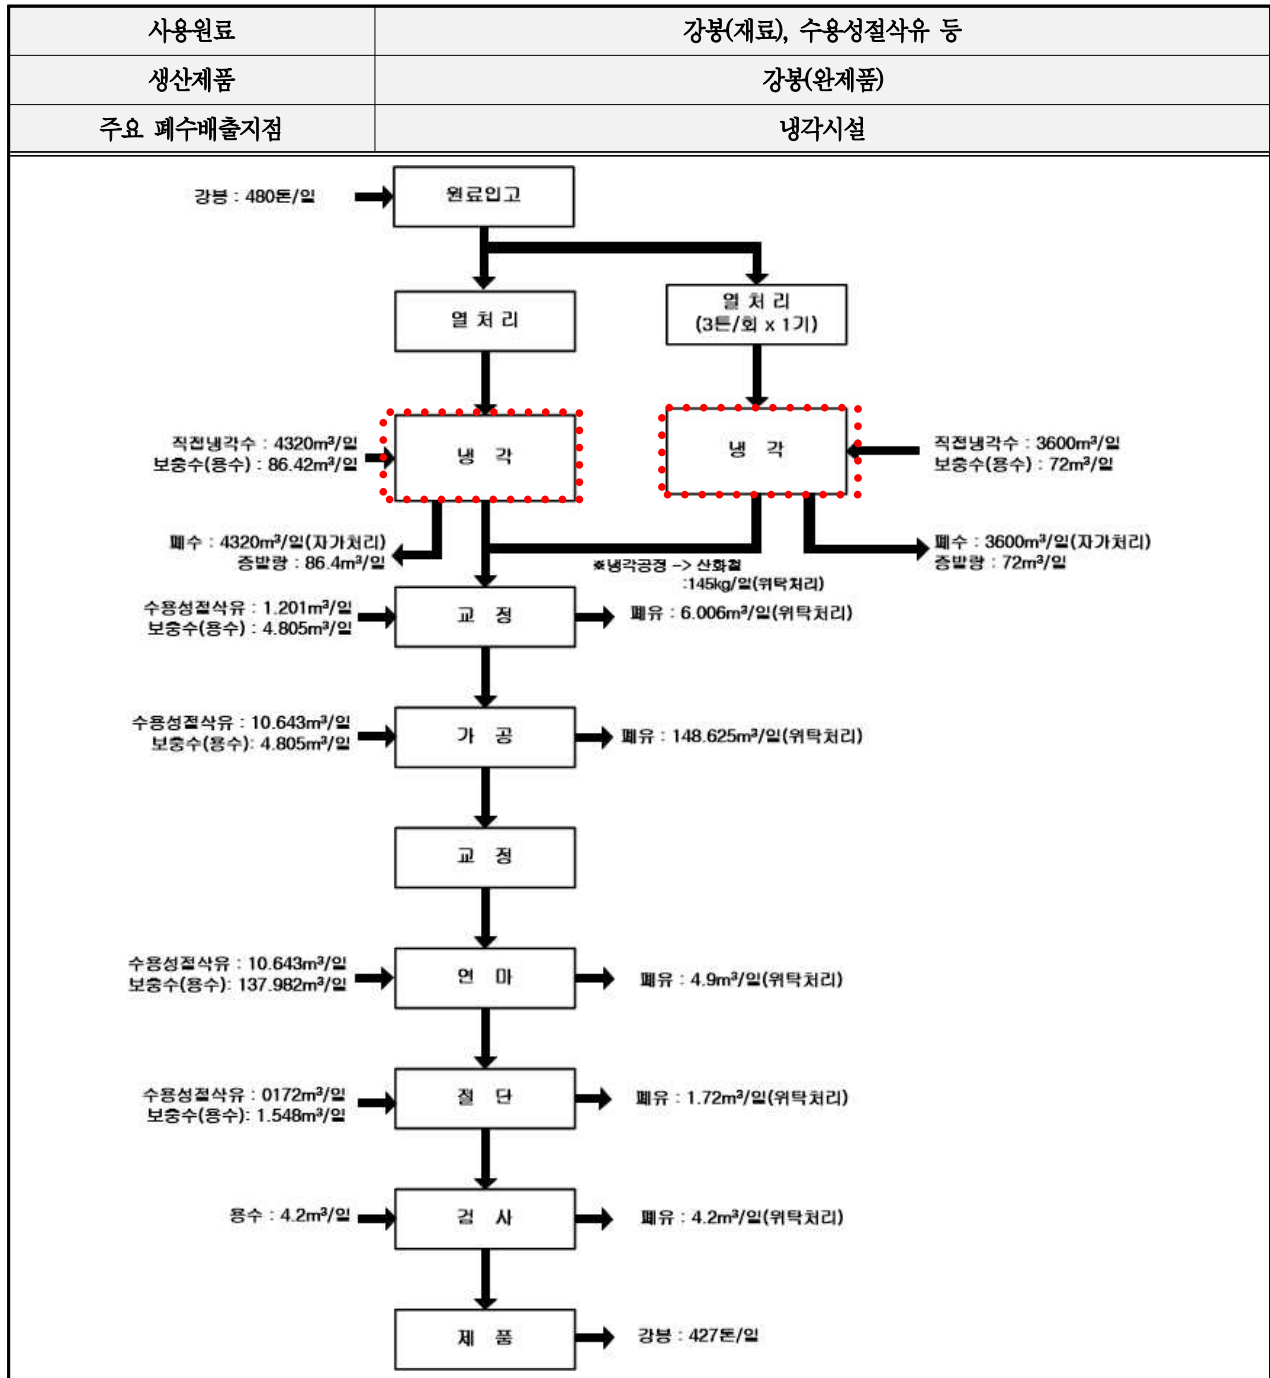 사용원료
강봉(재료), 수용성절삭유 등
생산제품
강봉(완제품)
주요 폐수배출지점
냉각시설
강봉 : 480톤/일
원료입고
열 처 리
열 처 리
(3톤/회 x 1기)
직접냉각수 : 4320m³/일
보충수(용수) : 86.42m³/일
냉 각
냉 각
직접냉각수 : 3600m³/일
보충수(용수) : 72m³/일
폐수 : 4320m³/일(자가처리)
증발량 : 86.4m³/일
※냉각공정 -> 산화철
:145kg/일(위탁처리)
폐수 : 3600m³/일(자가처리)
증발량 : 72m³/일
수용성절삭유 : 1.201m³/일
보충수(용수) : 4.805m³/일
교 정
폐유 : 6.006m³/일(위탁처리)
수용성절삭유 : 10.643m³/일
보충수(용수): 4.805m³/일
가 공
폐유 : 148.625m³/일(위탁처리)
교 정
수용성절삭유 : 10.643m³/일
보충수(용수): 137.982m³/일
연 마
폐유 : 4.9m³/일(위탁처리)
수용성절삭유 : 0172m³/일
보충수(용수): 1.548m³/일
절 단
폐유 : 1.72m³/일(위탁처리)
용수 : 4.2m³/일
검 사
폐유 : 4.2m³/일(위탁처리)
제 품
강봉 : 427톤/일